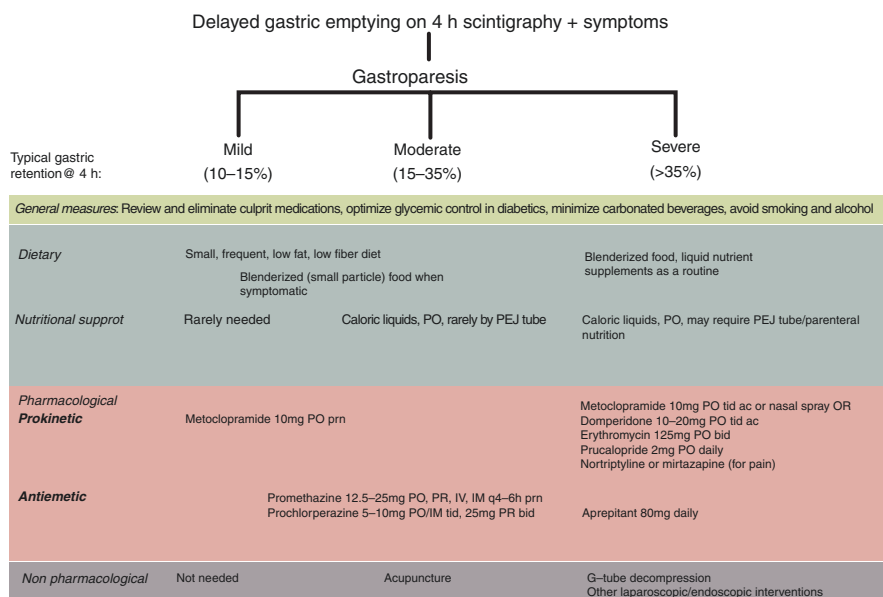 Delayed gastric emptying on 4 h scintigraphy + symptoms
Gastroparesis
Typical gastric
retention@ 4 h:
Mild
(10–15%)
Moderate
(15–35%)
Severe
(>35%)
General measures: Review and eliminate culprit medications, optimize glycemic control in diabetics, minimize carbonated beverages, avoid smoking and alcohol
Dietary
Small, frequent, low fat, low fiber diet
Blenderized (small particle) food when
symptomatic
Blenderized food, liquid nutrient
supplements as a routine
Nutritional supprot
Rarely needed
Caloric liquids, PO, rarely by PEJ tube
Caloric liquids, PO, may require PEJ tube/parenteral
nutrition
Pharmacological
Prokinetic
Metoclopramide 10mg PO prn
Metoclopramide 10mg PO tid ac or nasal spray OR
Domperidone 10–20mg PO tid ac
Erythromycin 125mg PO bid
Prucalopride 2mg PO daily
Nortriptyline or mirtazapine (for pain)
Antiemetic
Promethazine 12.5–25mg PO, PR, IV, IM q4–6h prn
Prochlorperazine 5–10mg PO/IM tid, 25mg PR bid
Aprepitant 80mg daily
Non pharmacological
Not needed
Acupuncture
G–tube decompression
Other laparoscopic/endoscopic interventions